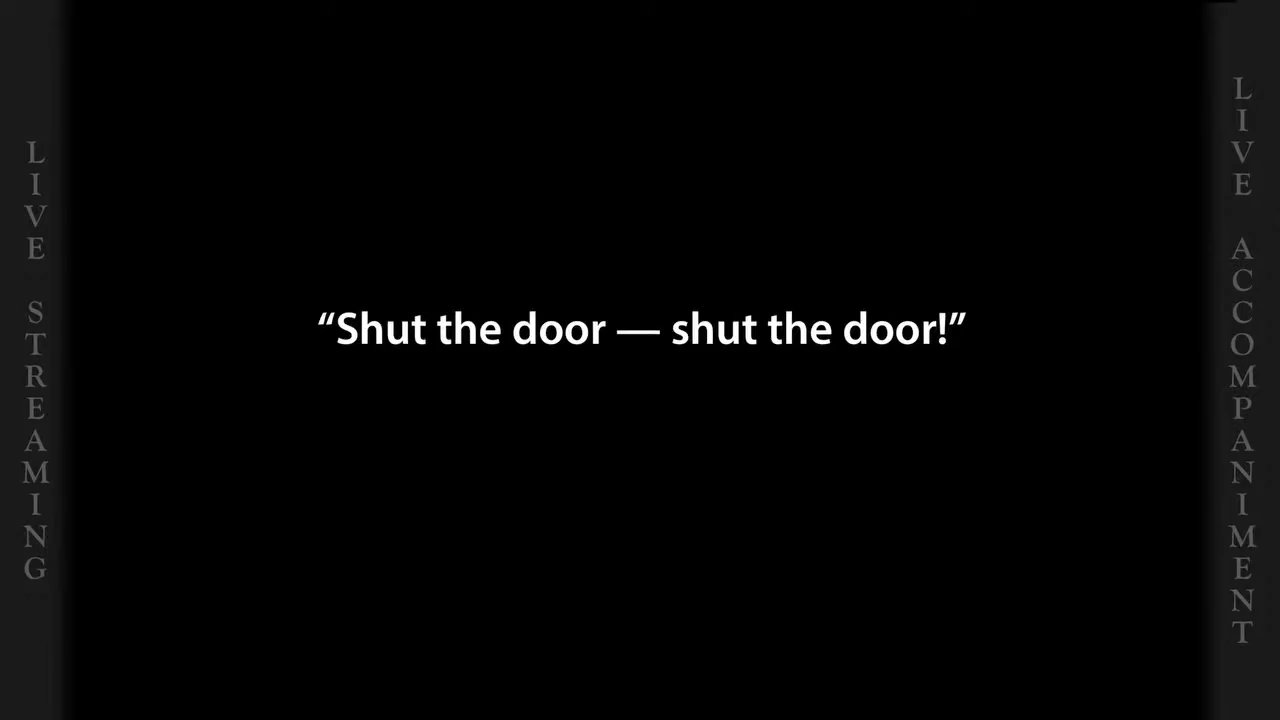 LIVE STREAMING
“Shut the door — shut the door!”
LIVE ACCOMPANIMENT